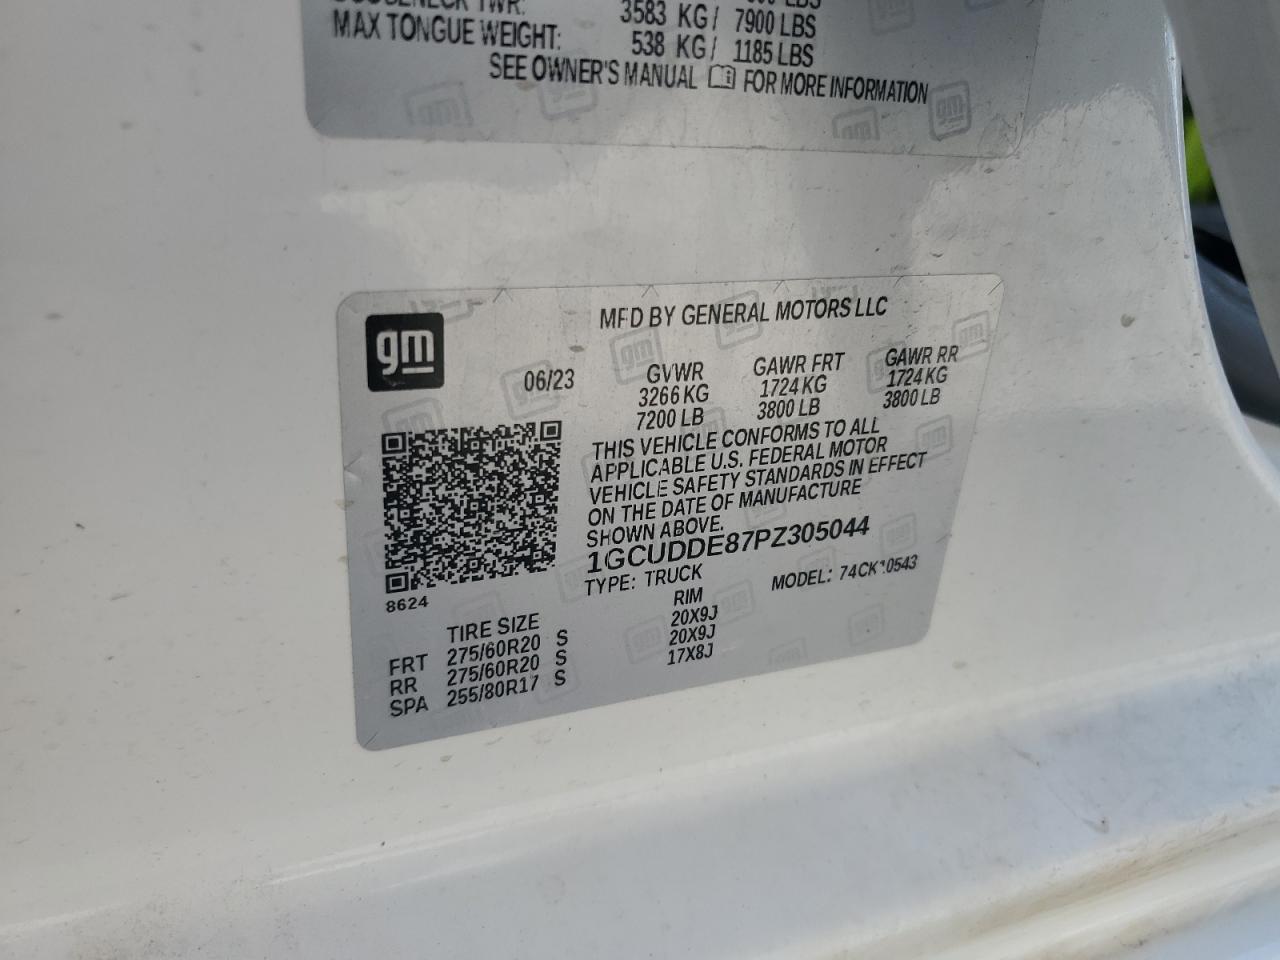 TWR: 3583 KG/ 7900 LBS
MAX TONGUE WEIGHT: 538 KG/ 1185 LBS
SEE OWNER'S MANUAL FOR MORE INFORMATION
gm
MFD BY GENERAL MOTORS LLC
06/23
GVWR GAWR FRT GAWR RR
3266 KG 1724 KG 1724 KG
7200 LB 3800 LB 3800 LB
THIS VEHICLE CONFORMS TO ALL
APPLICABLE U.S. FEDERAL MOTOR
VEHICLE SAFETY STANDARDS IN EFFECT
ON THE DATE OF MANUFACTURE
SHOWN ABOVE.
1GCUDDE87PZ305044
TYPE: TRUCK MODEL: 74CK10543
8624
TIRE SIZE RIM
FRT 275/60R20 S 20X9J
RR 275/60R20 S 20X9J
SPA 255/80R17 S 17X8J